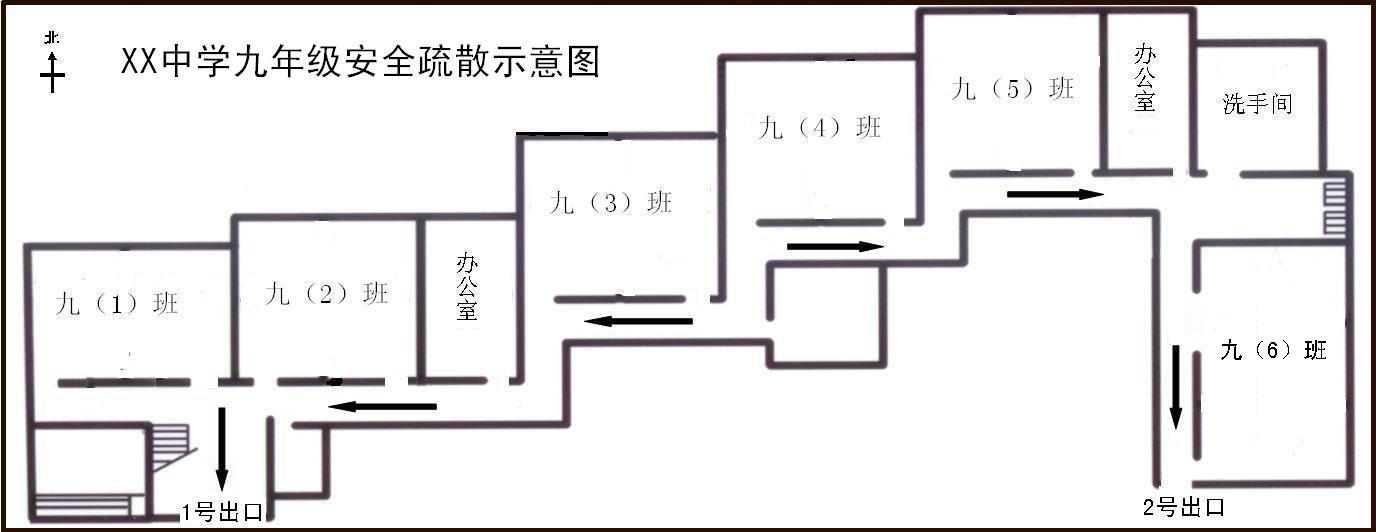 北
XX中学九年级安全疏散示意图
九（1）班
九（2）班
办公室
九（3）班
九（4）班
九（5）班
办公室
洗手间
九（6）班
1号出口
2号出口